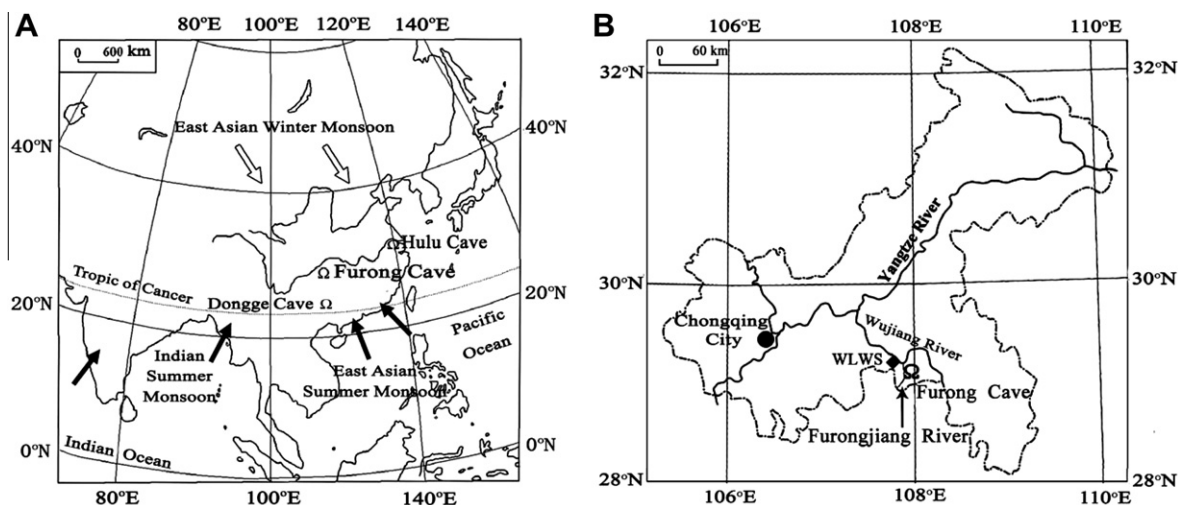 A
80°E 100°E 120°E 140°E
0 600 km
East Asian Winter Monsoon
40°N
40°N
Hulu Cave
Furong Cave
Tropic of Cancer
Dongge Cave
20°N
20°N
Pacific
Ocean
Indian
Summer
Monsoon
East Asian
Summer Monsoon
0°N
0°N
Indian Ocean
80°E 100°E 120°E 140°E
B
106°E 108°E 110°E
0 60 km
32°N
32°N
Yangtze River
30°N
30°N
Chongqing
City
Wujiang River
WLWS
Furong Cave
Furongjiang River
28°N
28°N
106°E 108°E 110°E